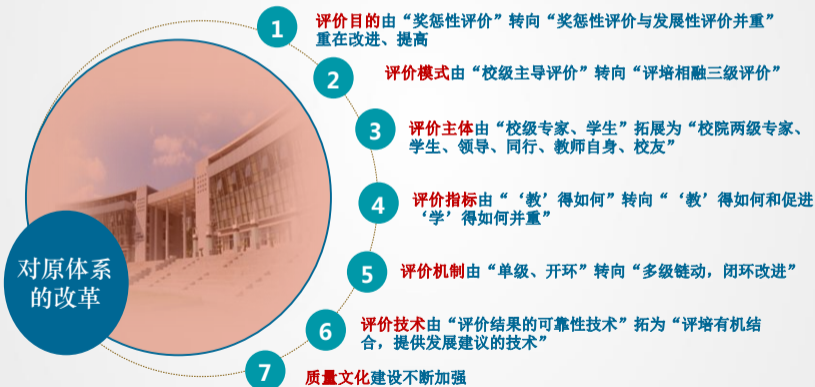 1
评价目的由“奖惩性评价”转向“奖惩性评价与发展性评价并重”
重在改进、提高
2
评价模式由“校级主导评价”转向“评培相融三级评价”
3
评价主体由“校级专家、学生”拓展为“校院两级专家、
学生、领导、同行、教师自身、校友”
4
评价指标由“‘教’得如何”转向“‘教’得如何和促进
‘学’得如何并重”
对原体系
的改革
5
评价机制由“单级、开环”转向“多级链动，闭环改进”
6
评价技术由“评价结果的可靠性技术”拓为“评培有机结
合，提供发展建议的技术”
7
质量文化建设不断加强